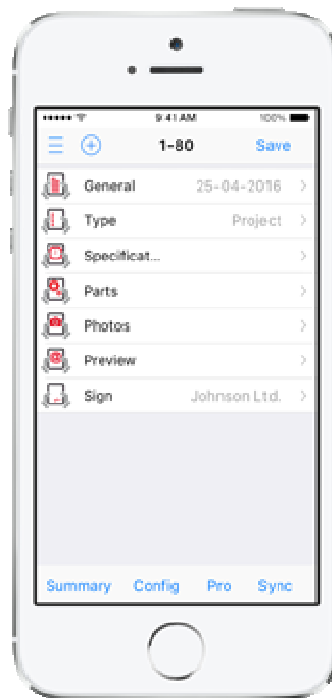 9:41 AM 100%
1-80 Save
General 25-04-2016
Type Project
Specificat...
Parts
Photos
Preview
Sign Johnson Ltd.
Summary Config Pro Sync